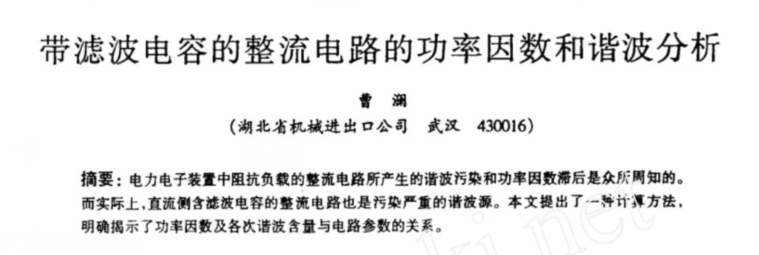 带滤波电容的整流电路的功率因数和谐波分析
曹 澜
(湖北省机械进出口公司 武汉 430016)
摘要：电力电子装置中阻抗负载的整流电路所产生的谐波污染和功率因数滞后是众所周知的。
而实际上，直流侧含滤波电容的整流电路也是污染严重的谐波源。本文提出了一种计算方法，
明确揭示了功率因数及各次谐波含量与电路参数的关系。